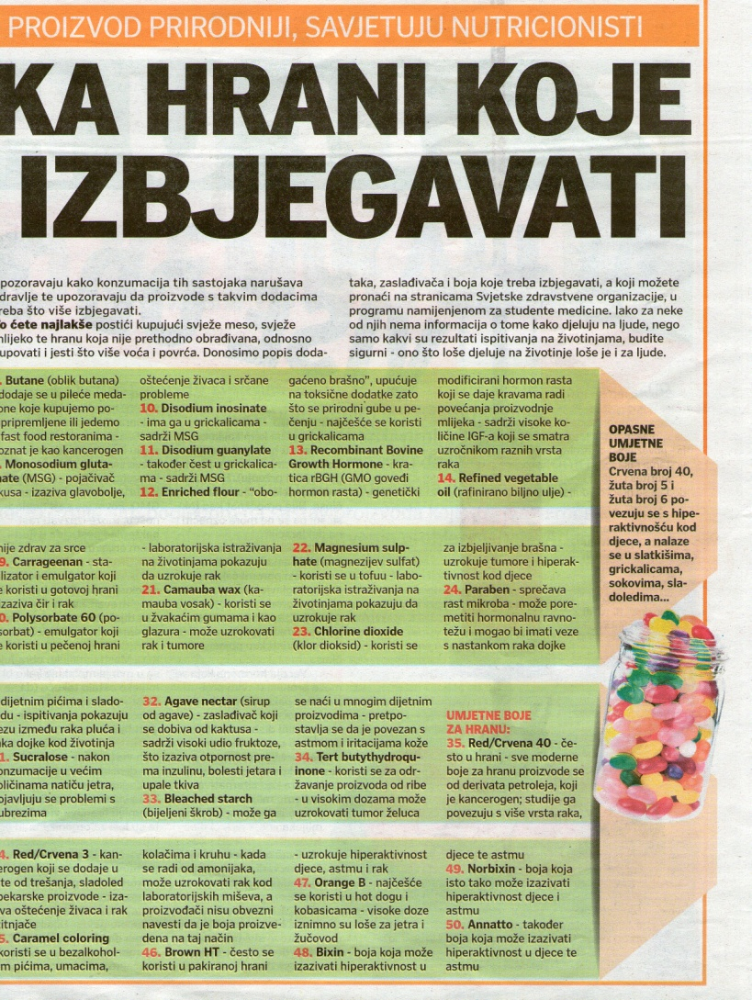 PROIZVOD PRIRODNIJI, SAVJETUJU NUTRICIONISTI
KA HRANI KOJE
IZBJEGAVATI
pozoravaju kako konzumacija tih sastojaka narušava
dravlje te upozoravaju da proizvode s takvim dodacima
reba što više izbjegavati.
o ćete najlakše postići kupujući svježe meso, svježe
mlijeko te hranu koja nije prethodno obrađivana, odnosno
upovati i jesti što više voća i povrća. Donosimo popis doda-
taka, zaslađivača i boja koje treba izbjegavati, a koji možete
pronaći na stranicama Svjetske zdravstvene organizacije, u
programu namijenjenom za studente medicine. Iako za neke
od njih nema informacija o tome kako djeluju na ljude, nego
samo kakvi su rezultati ispitivanja na životinjama, budite
sigurni - ono što loše djeluje na životinje loše je i za ljude.
. Butane (oblik butana)
dodaje se u pileće meda-
one koje kupujemo po-
pripremljene ili jedemo
fast food restoranima -
oznat je kao kancerogen
. Monosodium gluta-
nate (MSG) - pojačivač
kusa - izaziva glavobolje,
oštećenje živaca i srčane
probleme
10. Disodium inosinate
- ima ga u grickalicama -
sadrži MSG
11. Disodium guanylate
- također čest u grickalica-
ma - sadrži MSG
12. Enriched flour - “obo-
gaćeno brašno”, upućuje
na toksične dodatke zato
što se prirodni gube u pe-
čenju - najčešće se koristi
u grickalicama
13. Recombinant Bovine
Growth Hormone - kra-
tica rBGH (GMO goveđi
hormon rasta) - genetički
modificirani hormon rasta
koji se daje kravama radi
povećanja proizvodnje
mlijeka - sadrži visoke ko-
ličine IGF-a koji se smatra
uzročnikom raznih vrsta
raka
14. Refined vegetable
oil (rafinirano biljno ulje) -
OPASNE
UMJETNE
BOJE
Crvena broj 40,
žuta broj 5 i
žuta broj 6 po-
vezuju se s hipe-
raktivnošću kod
djece, a nalaze
se u slatkišima,
grickalicama,
sokovima, sla-
doledima...
nije zdrav za srce
9. Carrageenan - sta-
lizator i emulgator koji
e koristi u gotovoj hrani
zaziva čir i rak
0. Polysorbate 60 (po-
sorbat) - emulgator koji
e koristi u pečenoj hrani
- laboratorijska istraživanja
na životinjama pokazuju
da uzrokuje rak
21. Camauba wax (ka-
mauba vosak) - koristi se
u žvakaćim gumama i kao
glazura - može uzrokovati
rak i tumore
22. Magnesium sulp-
hate (magnezijev sulfat)
- koristi se u tofuu - labo-
ratorijska istraživanja na
životinjama pokazuju da
uzrokuje rak
23. Chlorine dioxide
(klor dioksid) - koristi se
za izbjeljivanje brašna -
uzrokuje tumore i hiperak-
tivnost kod djece
24. Paraben - sprečava
rast mikroba - može pore-
metiti hormonalnu ravno-
težu i mogao bi imati veze
s nastankom raka dojke
dijetnim pićima i slado-
du - ispitivanja pokazuju
ezu između raka pluća i
aka dojke kod životinja
1. Sucralose - nakon
onzumacije u većim
oličinama natiču jetra,
ojavljuju se problemi s
ubrezima
32. Agave nectar (sirup
od agave) - zaslađivač koji
se dobiva od kaktusa -
sadrži visoki udio fruktoze,
što izaziva otpornost pre-
ma inzulinu, bolesti jetara i
upale tkiva
33. Bleached starch
(bijeljeni škrob) - može ga
se naći u mnogim dijetnim
proizvodima - pretpo-
stavlja se da je povezan s
astmom i iritacijama kože
34. Tert butythydroqu-
inone - koristi se za odr-
žavanje proizvoda od ribe
- u visokim dozama može
uzrokovati tumor želuca
UMJETNE BOJE
ZA HRANU:
35. Red/Crvena 40 - če-
sto u hrani - sve moderne
boje za hranu proizvode se
od derivata petroleja, koji
je kancerogen; studije ga
povezuju s više vrsta raka,
4. Red/Crvena 3 - kan-
erogen koji se dodaje u
te od trešanja, sladoled
pekarske proizvode - iza-
va oštećenje živaca i rak
titnjače
5. Caramel coloring
koristi se u bezalkohol-
m pićima, umacima,
kolačima i kruhu - kada
se radi od amonijaka,
može uzrokovati rak kod
laboratorijskih miševa, a
proizvođači nisu obvezni
navesti da je boja proizve-
dena na taj način
46. Brown HT - često se
koristi u pakiranoj hrani
- uzrokuje hiperaktivnost
djece, astmu i rak
47. Orange B - najčešće
se koristi u hot dogu i
kobasicama - visoke doze
iznimno su loše za jetra i
žučovod
48. Bixin - boja koja može
izazivati hiperaktivnost u
djece te astmu
49. Norbixin - boja koja
isto tako može izazivati
hiperaktivnost djece i
astmu
50. Annatto - također
boja koja može izazivati
hiperaktivnost u djece te
astmu